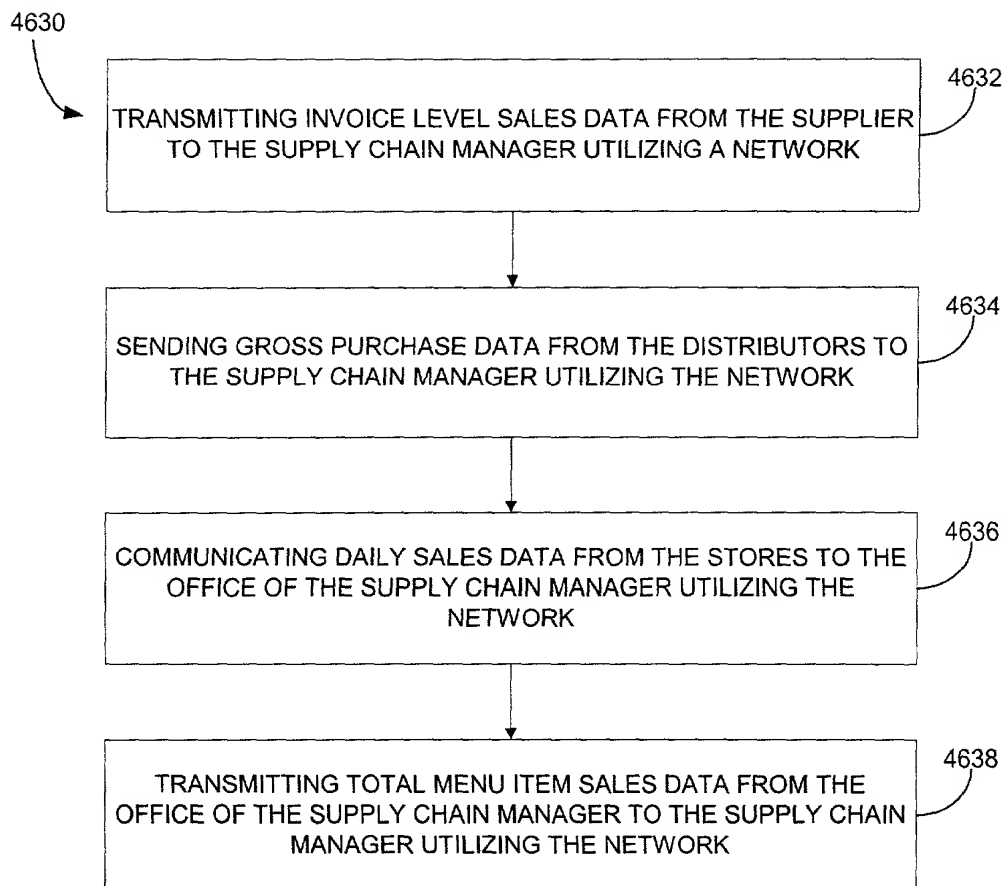 4630
4632
TRANSMITTING INVOICE LEVEL SALES DATA FROM THE SUPPLIER
TO THE SUPPLY CHAIN MANAGER UTILIZING A NETWORK
4634
SENDING GROSS PURCHASE DATA FROM THE DISTRIBUTORS TO
THE SUPPLY CHAIN MANAGER UTILIZING THE NETWORK
4636
COMMUNICATING DAILY SALES DATA FROM THE STORES TO THE
OFFICE OF THE SUPPLY CHAIN MANAGER UTILIZING THE
NETWORK
4638
TRANSMITTING TOTAL MENU ITEM SALES DATA FROM THE
OFFICE OF THE SUPPLY CHAIN MANAGER TO THE SUPPLY CHAIN
MANAGER UTILIZING THE NETWORK